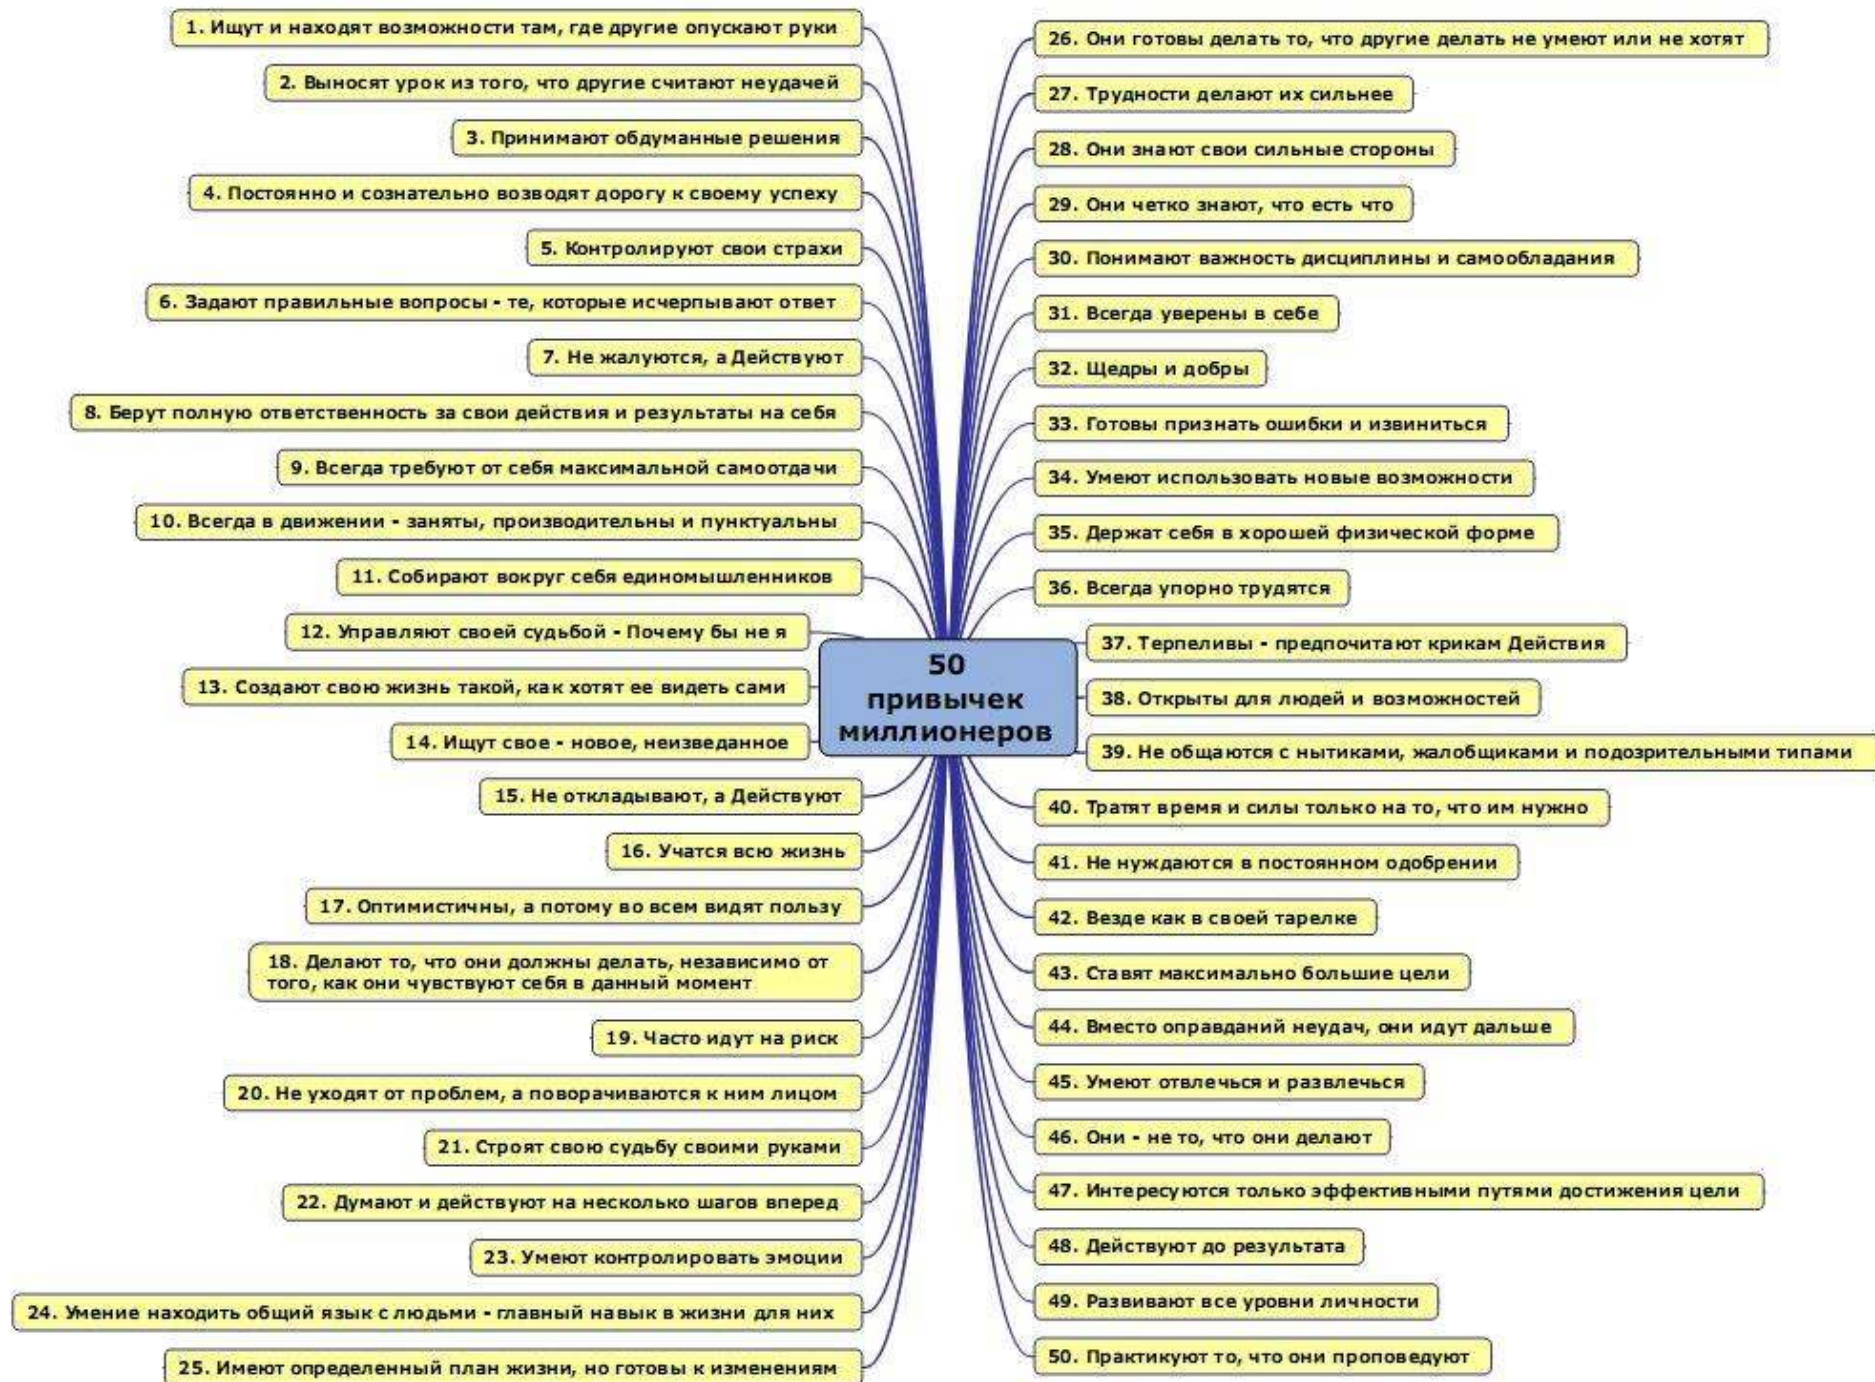 1. Ищут и находят возможности там, где другие опускают руки
2. Выносят урок из того, что другие считают неудачей
3. Принимают обдуманные решения
4. Постоянно и сознательно возводят дорогу к своему успеху
5. Контролируют свои страхи
6. Задают правильные вопросы - те, которые исчерпывают ответ
7. Не жалуются, а Действуют
8. Берут полную ответственность за свои действия и результаты на себя
9. Всегда требуют от себя максимальной самоотдачи
10. Всегда в движении - заняты, производительны и пунктуальны
11. Собирают вокруг себя единомышленников
12. Управляют своей судьбой - Почему бы не я
13. Создают свою жизнь такой, как хотят ее видеть сами
14. Ищут свое - новое, неизведанное
15. Не откладывают, а Действуют
16. Учатся всю жизнь
17. Оптимистичны, а потому во всем видят пользу
18. Делают то, что они должны делать, независимо от
того, как они чувствуют себя в данный момент
19. Часто идут на риск
20. Не уходят от проблем, а поворачиваются к ним лицом
21. Строят свою судьбу своими руками
22. Думают и действуют на несколько шагов вперед
23. Умеют контролировать эмоции
24. Умение находить общий язык с людьми - главный навык в жизни для них
25. Имеют определенный план жизни, но готовы к изменениям
50
привычек
миллионеров
26. Они готовы делать то, что другие делать не умеют или не хотят
27. Трудности делают их сильнее
28. Они знают свои сильные стороны
29. Они четко знают, что есть что
30. Понимают важность дисциплины и самообладания
31. Всегда уверены в себе
32. Щедры и добры
33. Готовы признать ошибки и извиниться
34. Умеют использовать новые возможности
35. Держат себя в хорошей физической форме
36. Всегда упорно трудятся
37. Терпеливы - предпочитают крикам Действия
38. Открыты для людей и возможностей
39. Не общаются с нытиками, жалобщиками и подозрительными типами
40. Тратят время и силы только на то, что им нужно
41. Не нуждаются в постоянном одобрении
42. Везде как в своей тарелке
43. Ставят максимально большие цели
44. Вместо оправданий неудач, они идут дальше
45. Умеют отвлечься и развлечься
46. Они - не то, что они делают
47. Интересуются только эффективными путями достижения цели
48. Действуют до результата
49. Развивают все уровни личности
50. Практикуют то, что они проповедуют